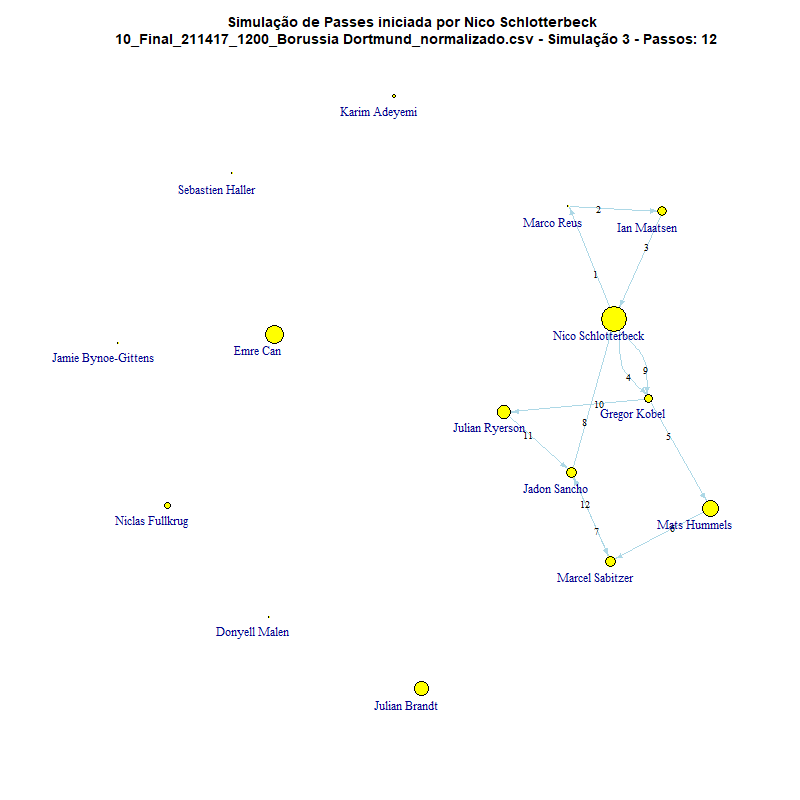 Simulação de Passes iniciada por Nico Schlotterbeck
10_Final_211417_1200_Borussia Dortmund_normalizado.csv - Simulação 3 - Passos: 12
Karim Adeyemi
Sebastien Haller
2
Marco Reus
Ian Maatsen
3
1
Nico Schlotterbeck
Jamie Bynoe-Gittens
Emre Can
9
4
10
Gregor Kobel
8
Julian Ryerson
11
5
Jadon Sancho
12
Niclas Fullkrug
Mats Hummels
6
7
Marcel Sabitzer
Donyell Malen
Julian Brandt